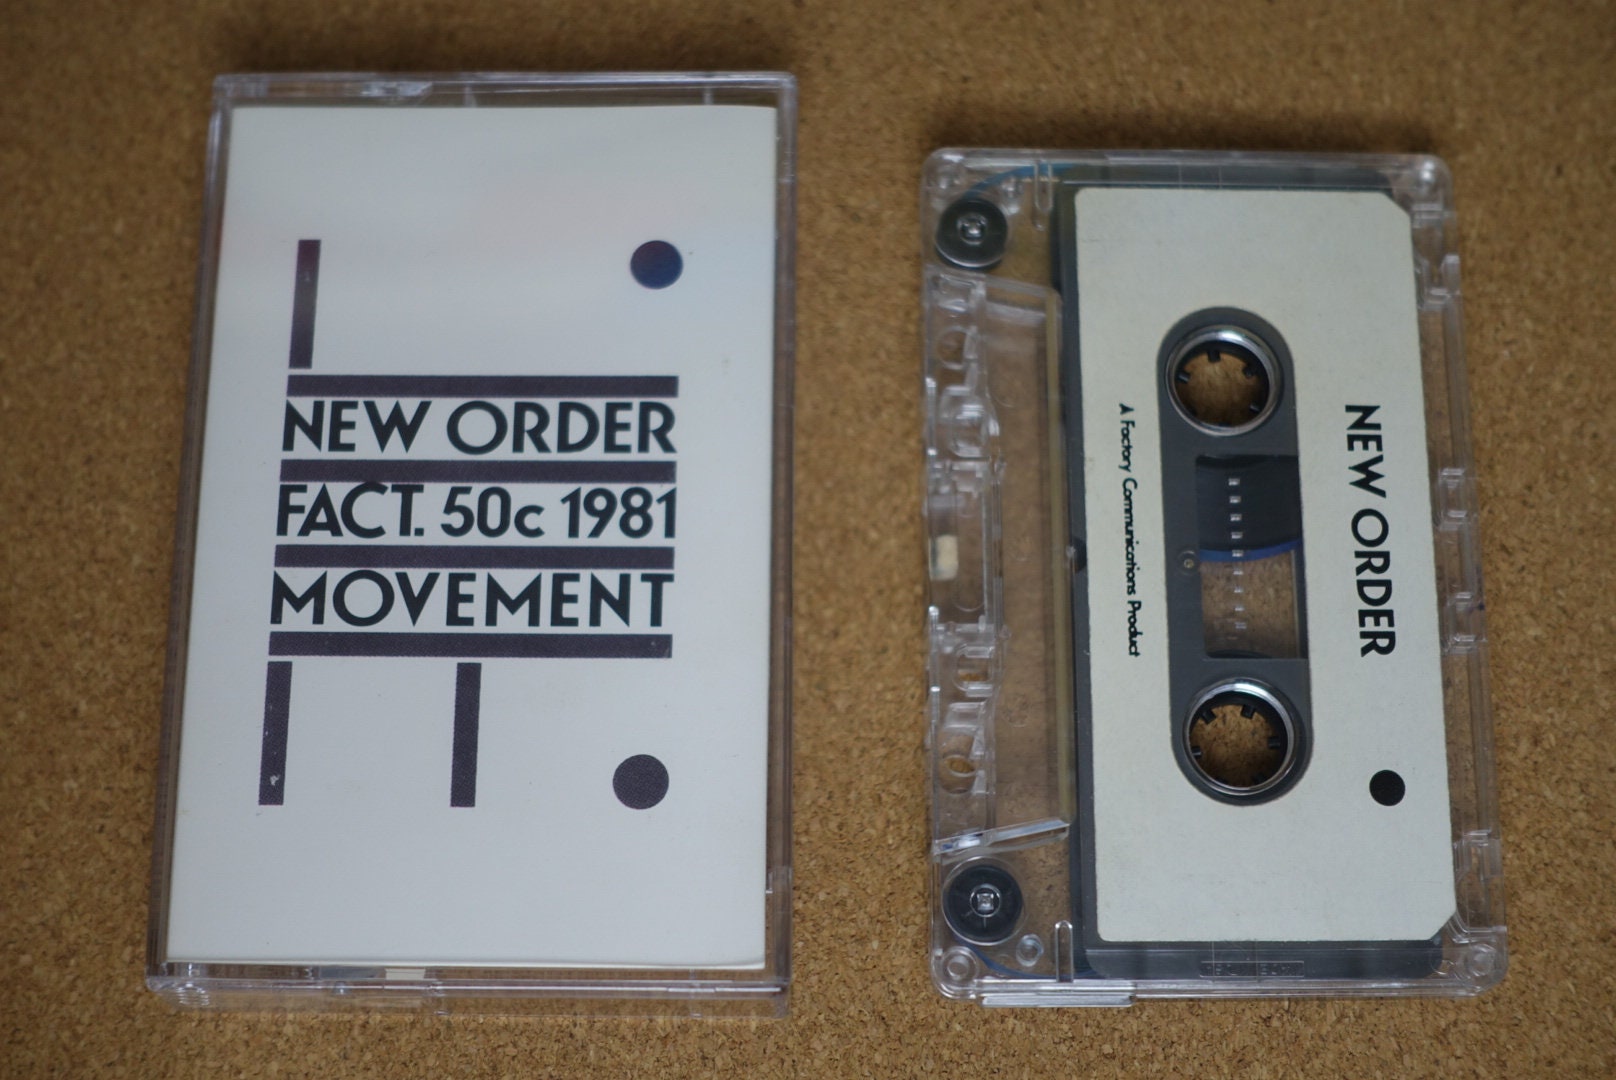 NEW ORDER
FACT. 50c 1981
MOVEMENT
NEW ORDER
A Factory Communications Product